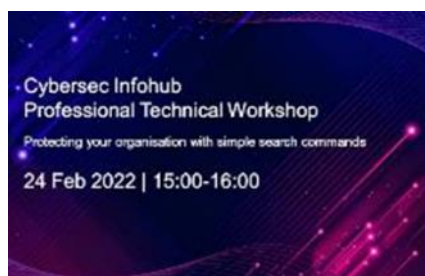 Cybersec Infohub
Professional Technical Workshop
Protecting your organisation with simple search commands
24 Feb 2022 | 15:00-16:00